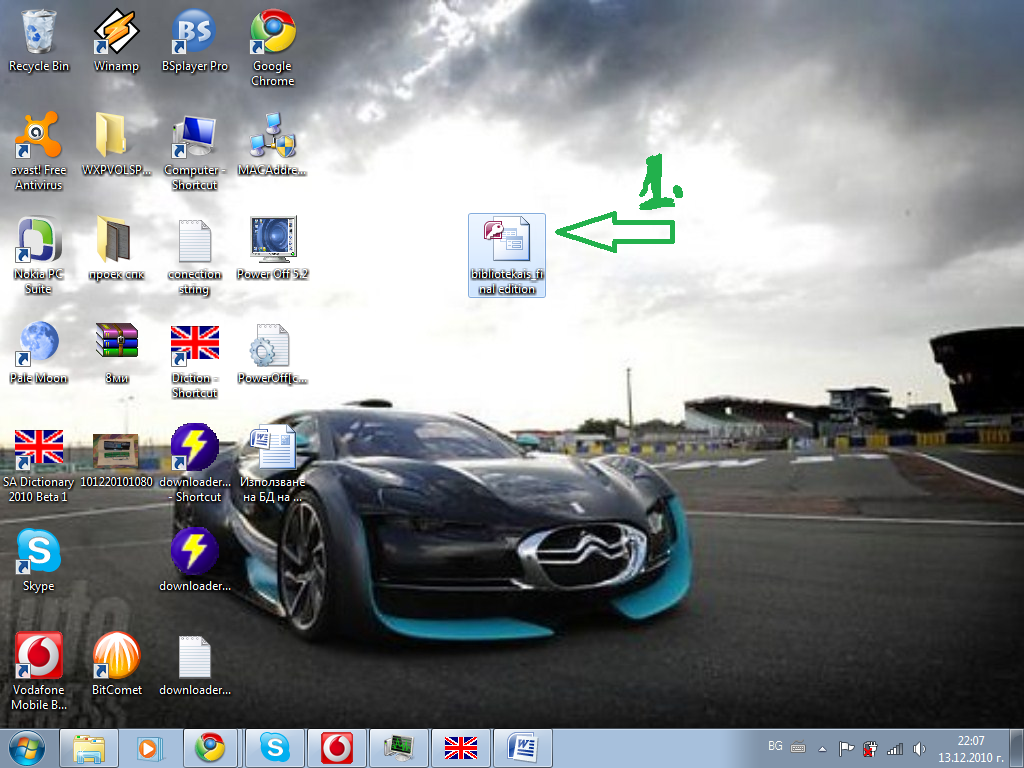 Recycle Bin
Winamp
BSplayer Pro
Google
Chrome
avast! Free
Antivirus
WXPVOLSP...
Computer -
Shortcut
MACAddre...
1.
Nokia PC
Suite
проек спк
conection
string
Power Off 5.2
bibliotekais_fi
nal edition
Pale Moon
8ми
Diction -
Shortcut
PowerOff[c...
SA Dictionary
2010 Beta 1
101220101080
downloader...
- Shortcut
Използване
на БД на ...
Skype
downloader...
Vodafone
Mobile B...
BitComet
downloader...
BG
22:07
13.12.2010 г.